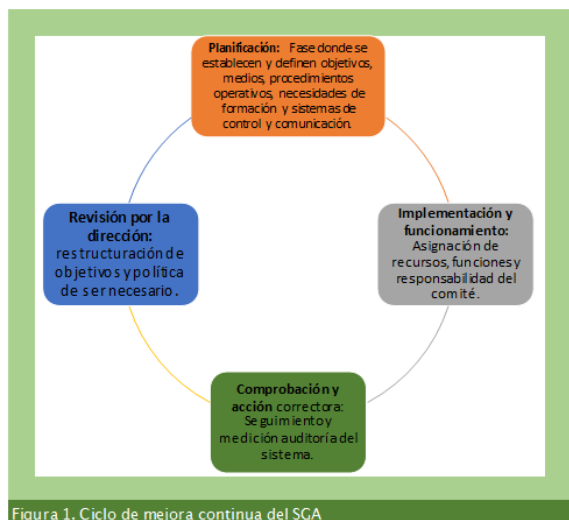 Planificación: Fase donde se
establecen y definen objetivos,
medios, procedimientos
operativos, necesidades de
formación y sistemas de
control y comunicación.
Revisión por la
dirección:
restructuración de
objetivos y política
de ser necesario.
Implementación y
funcionamiento:
Asignación de
recursos, funciones y
responsabilidad del
comité.
Comprobación y
acción correctora:
Seguimiento y
medición auditoría del
sistema.
Figura 1. Ciclo de mejora continua del SGA